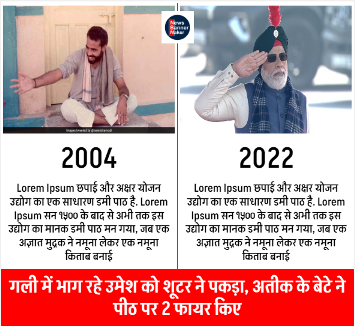 News
Banner
Maker
2004
2022
Lorem Ipsum छपाई और अक्षर योजन
उद्योग का एक साधारण डमी पाठ है. Lorem
Ipsum सन १५०० के बाद से अभी तक इस
उद्योग का मानक डमी पाठ मन गया, जब एक
अज्ञात मुद्रक ने नमूना लेकर एक नमूना
किताब बनाई
Lorem Ipsum छपाई और अक्षर योजन
उद्योग का एक साधारण डमी पाठ है. Lorem
Ipsum सन १५०० के बाद से अभी तक इस
उद्योग का मानक डमी पाठ मन गया, जब एक
अज्ञात मुद्रक ने नमूना लेकर एक नमूना
किताब बनाई
गली में भाग रहे उमेश को शूटर ने पकड़ा, अतीक के बेटे ने
पीठ पर 2 फायर किए